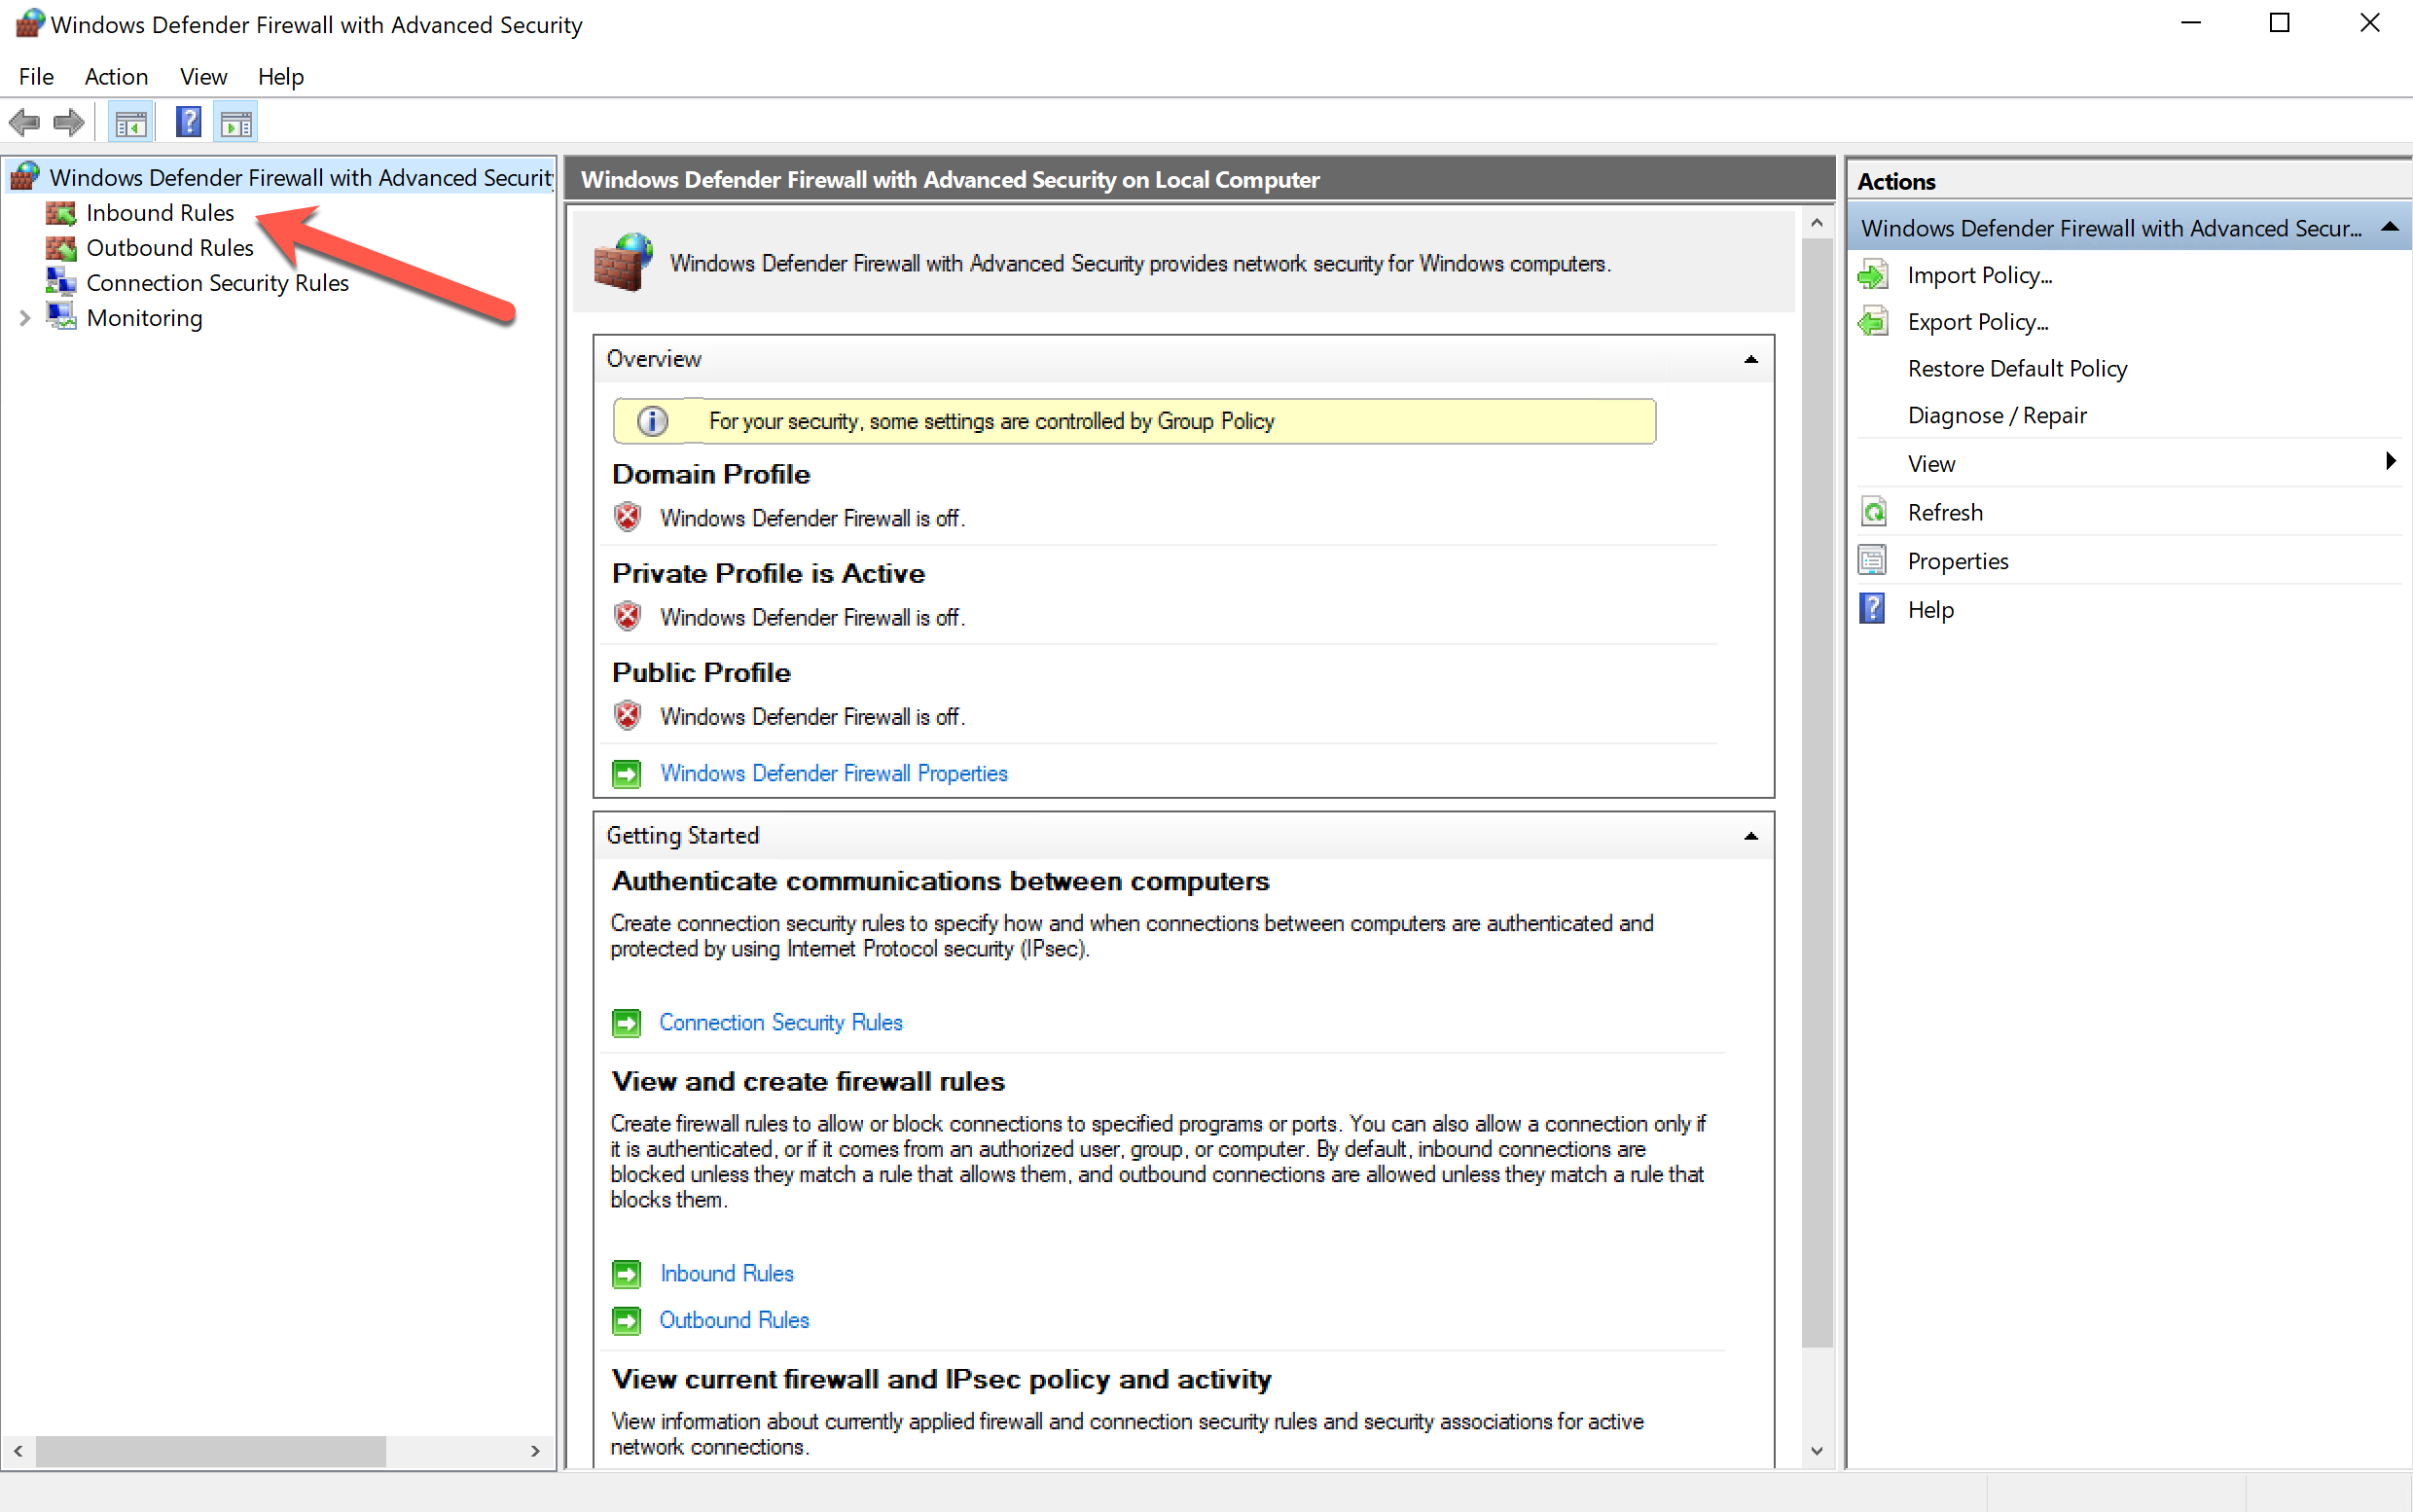 Windows Defender Firewall with Advanced Security
File Action View Help
Windows Defender Firewall with Advanced Securit
Inbound Rules
Outbound Rules
Connection Security Rules
Monitoring
Windows Defender Firewall with Advanced Security on Local Computer
Windows Defender Firewall with Advanced Security provides network security for Windows computers.
Overview
For your security, some settings are controlled by Group Policy
Domain Profile
Windows Defender Firewall is off.
Private Profile is Active
Windows Defender Firewall is off.
Public Profile
Windows Defender Firewall is off.
Windows Defender Firewall Properties
Getting Started
Authenticate communications between computers
Create connection security rules to specify how and when connections between computers are authenticated and
protected by using Internet Protocol security (IPsec).
Connection Security Rules
View and create firewall rules
Create firewall rules to allow or block connections to specified programs or ports. You can also allow a connection only if
it is authenticated, or if it comes from an authorized user, group, or computer. By default, inbound connections are
blocked unless they match a rule that allows them, and outbound connections are allowed unless they match a rule that
blocks them.
Inbound Rules
Outbound Rules
View current firewall and IPsec policy and activity
View information about currently applied firewall and connection security rules and security associations for active
network connections.
Actions
Windows Defender Firewall with Advanced Secur...
Import Policy...
Export Policy...
Restore Default Policy
Diagnose / Repair
View
Refresh
Properties
Help